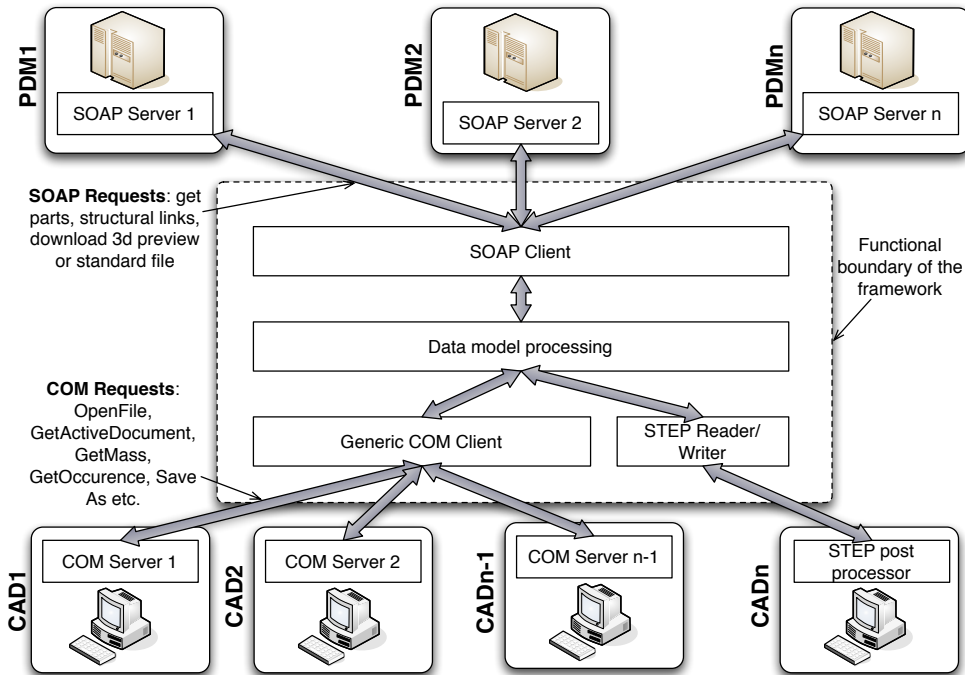 PDM1
SOAP Server 1
PDM2
SOAP Server 2
PDMn
SOAP Server n
SOAP Requests: get
parts, structural links,
download 3d preview
or standard file
SOAP Client
Functional
boundary of the
framework
Data model processing
COM Requests:
OpenFile,
GetActiveDocument,
GetMass,
GetOccurence, Save
As etc.
Generic COM Client
STEP Reader/
Writer
CAD1
COM Server 1
CAD2
COM Server 2
CADn-1
COM Server n-1
CADn
STEP post
processor